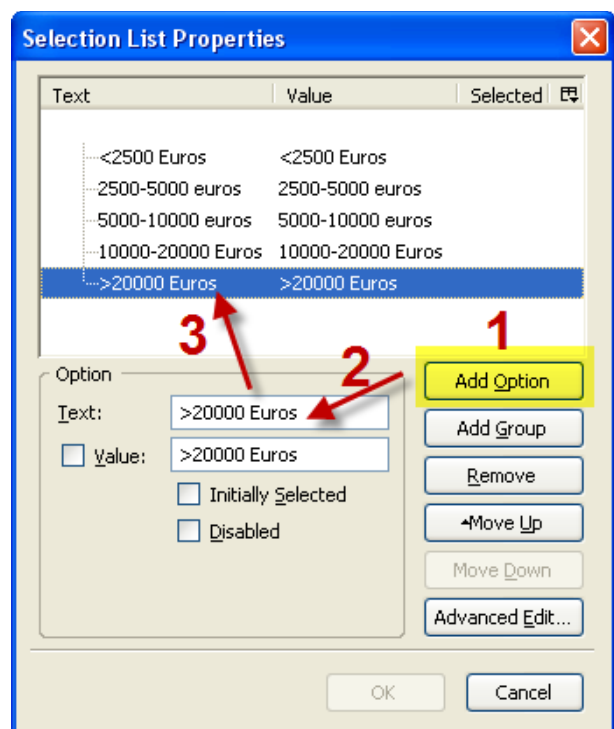 Selection List Properties
Text Value Selected
<2500 Euros <2500 Euros
2500-5000 euros 2500-5000 euros
5000-10000 euros 5000-10000 euros
10000-20000 Euros 10000-20000 Euros
>20000 Euros >20000 Euros
3 2 1
Option
Add Option
Text: >20000 Euros
Add Group
Value: >20000 Euros
Remove
Initially Selected
Move Up
Disabled
Move Down
Advanced Edit...
OK Cancel